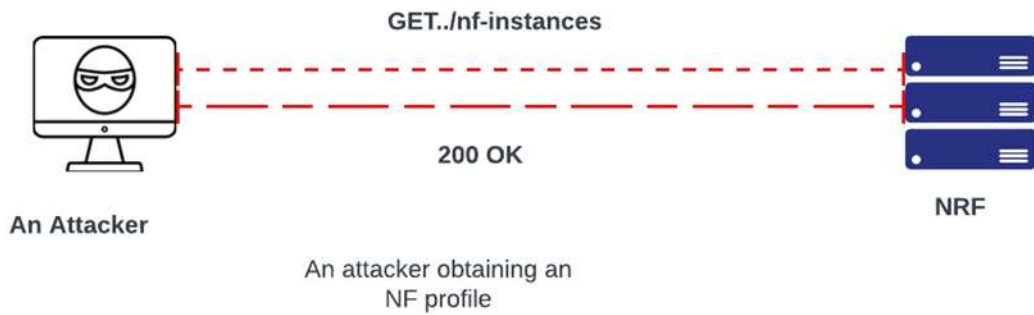 GET../nf-instances
200 OK
An Attacker
NRF
An attacker obtaining an
NF profile